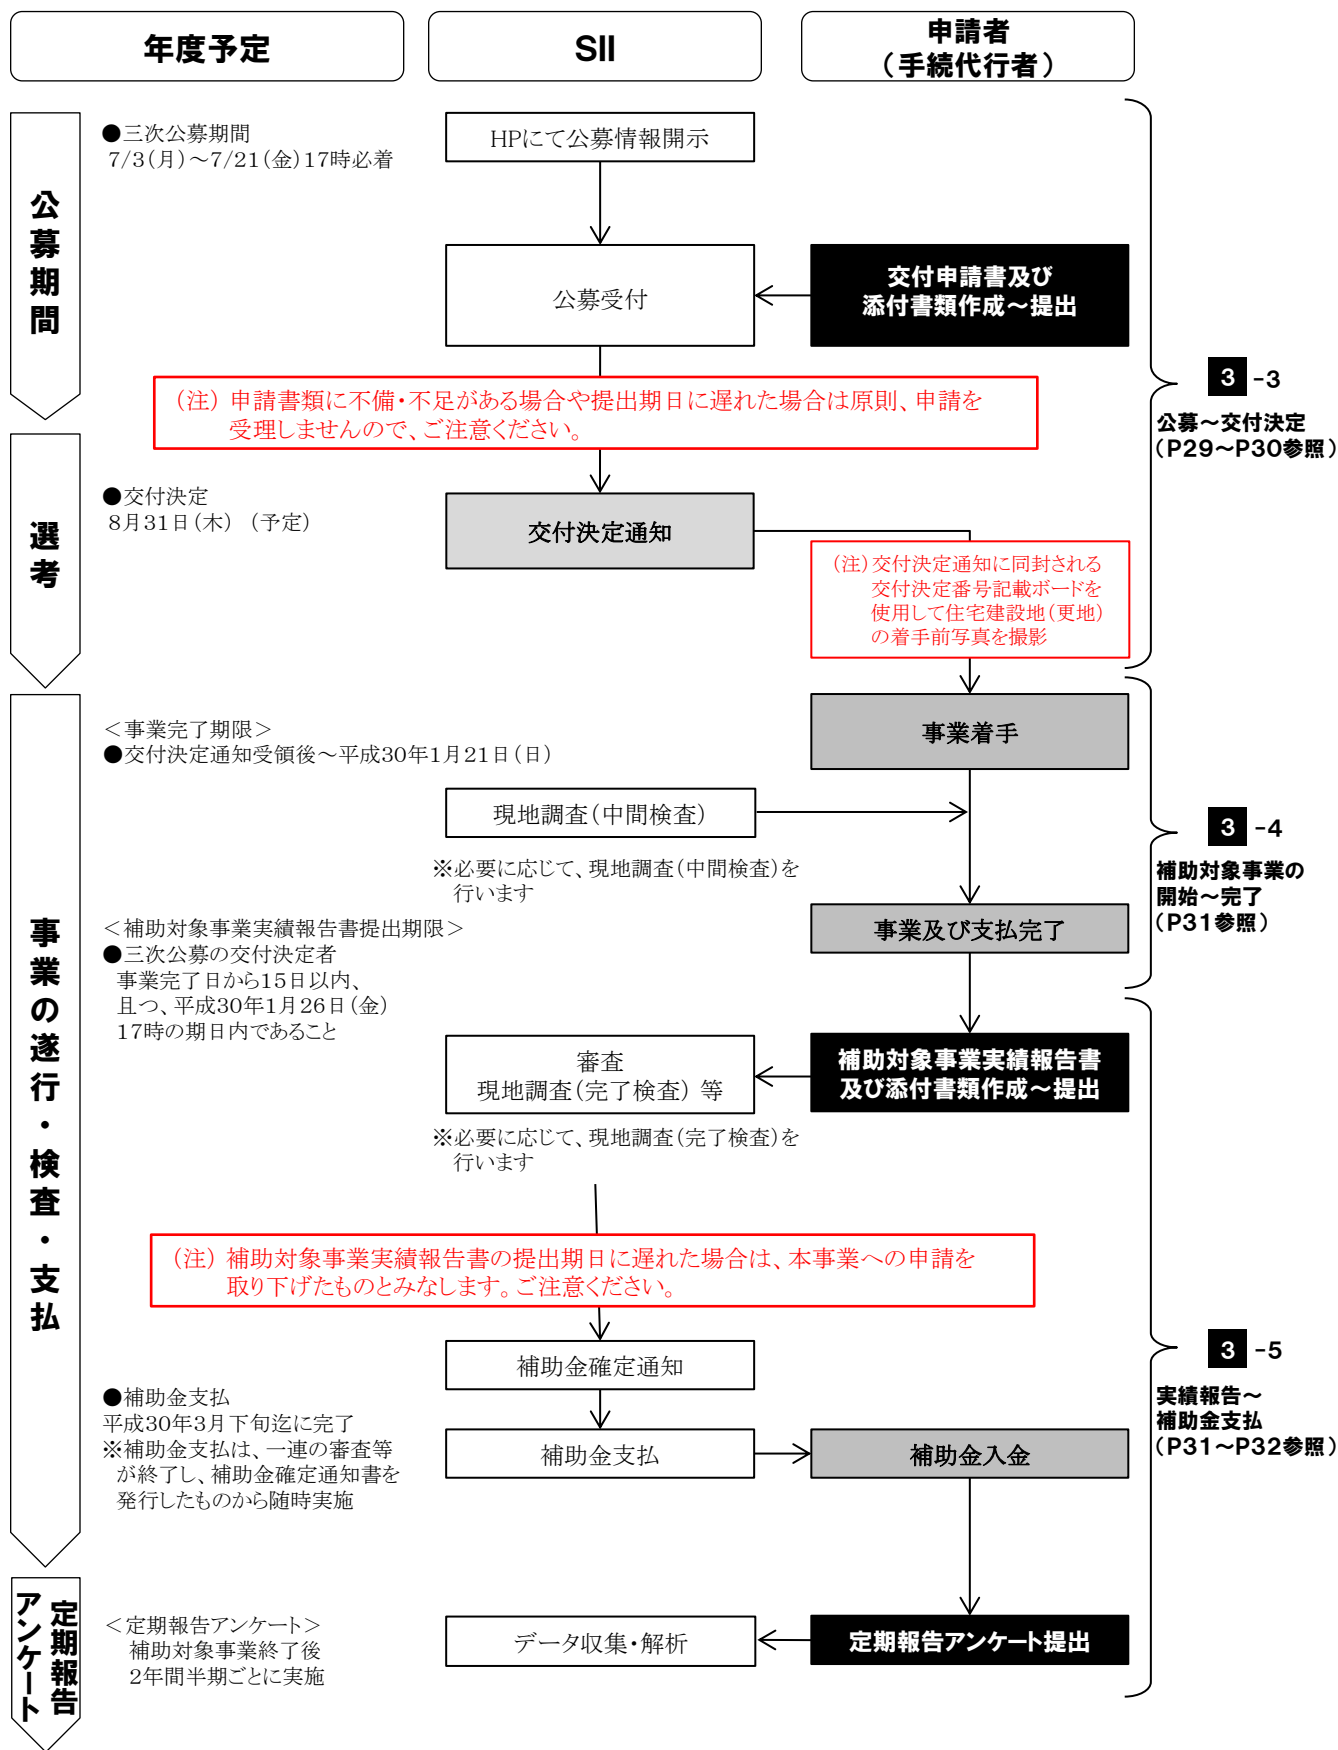 年度予定
SII
申請者
（手続代行者）
公募期間
●三次公募期間
7/3(月)～7/21(金)17時必着
HPにて公募情報開示
公募受付
交付申請書及び
添付書類作成～提出
（注） 申請書類に不備・不足がある場合や提出期日に遅れた場合は原則、申請を
受理しませんので、ご注意ください。
3 -3
公募～交付決定
（P29～P30参照）
選考
●交付決定
8月31日(木) （予定）
交付決定通知
（注）交付決定通知に同封される
交付決定番号記載ボードを
使用して住宅建設地(更地)
の着手前写真を撮影
事業の遂行・検査・支払
＜事業完了期限＞
●交付決定通知受領後～平成30年1月21日(日)
事業着手
現地調査(中間検査)
※必要に応じて、現地調査(中間検査)を
行います
3 -4
補助対象事業の
開始～完了
（P31参照）
＜補助対象事業実績報告書提出期限＞
●三次公募の交付決定者
事業完了日から15日以内、
且つ、平成30年1月26日(金)
17時の期日内であること
事業及び支払完了
審査
現地調査(完了検査) 等
補助対象事業実績報告書
及び添付書類作成～提出
※必要に応じて、現地調査(完了検査)を
行います
（注） 補助対象事業実績報告書の提出期日に遅れた場合は、本事業への申請を
取り下げたものとみなします。ご注意ください。
補助金確定通知
3 -5
実績報告～
補助金支払
（P31～P32参照）
●補助金支払
平成30年3月下旬迄に完了
※補助金支払は、一連の審査等
が終了し、補助金確定通知書を
発行したものから随時実施
補助金支払
補助金入金
定期報告
アンケート
＜定期報告アンケート＞
補助対象事業終了後
2年間半期ごとに実施
データ収集・解析
定期報告アンケート提出